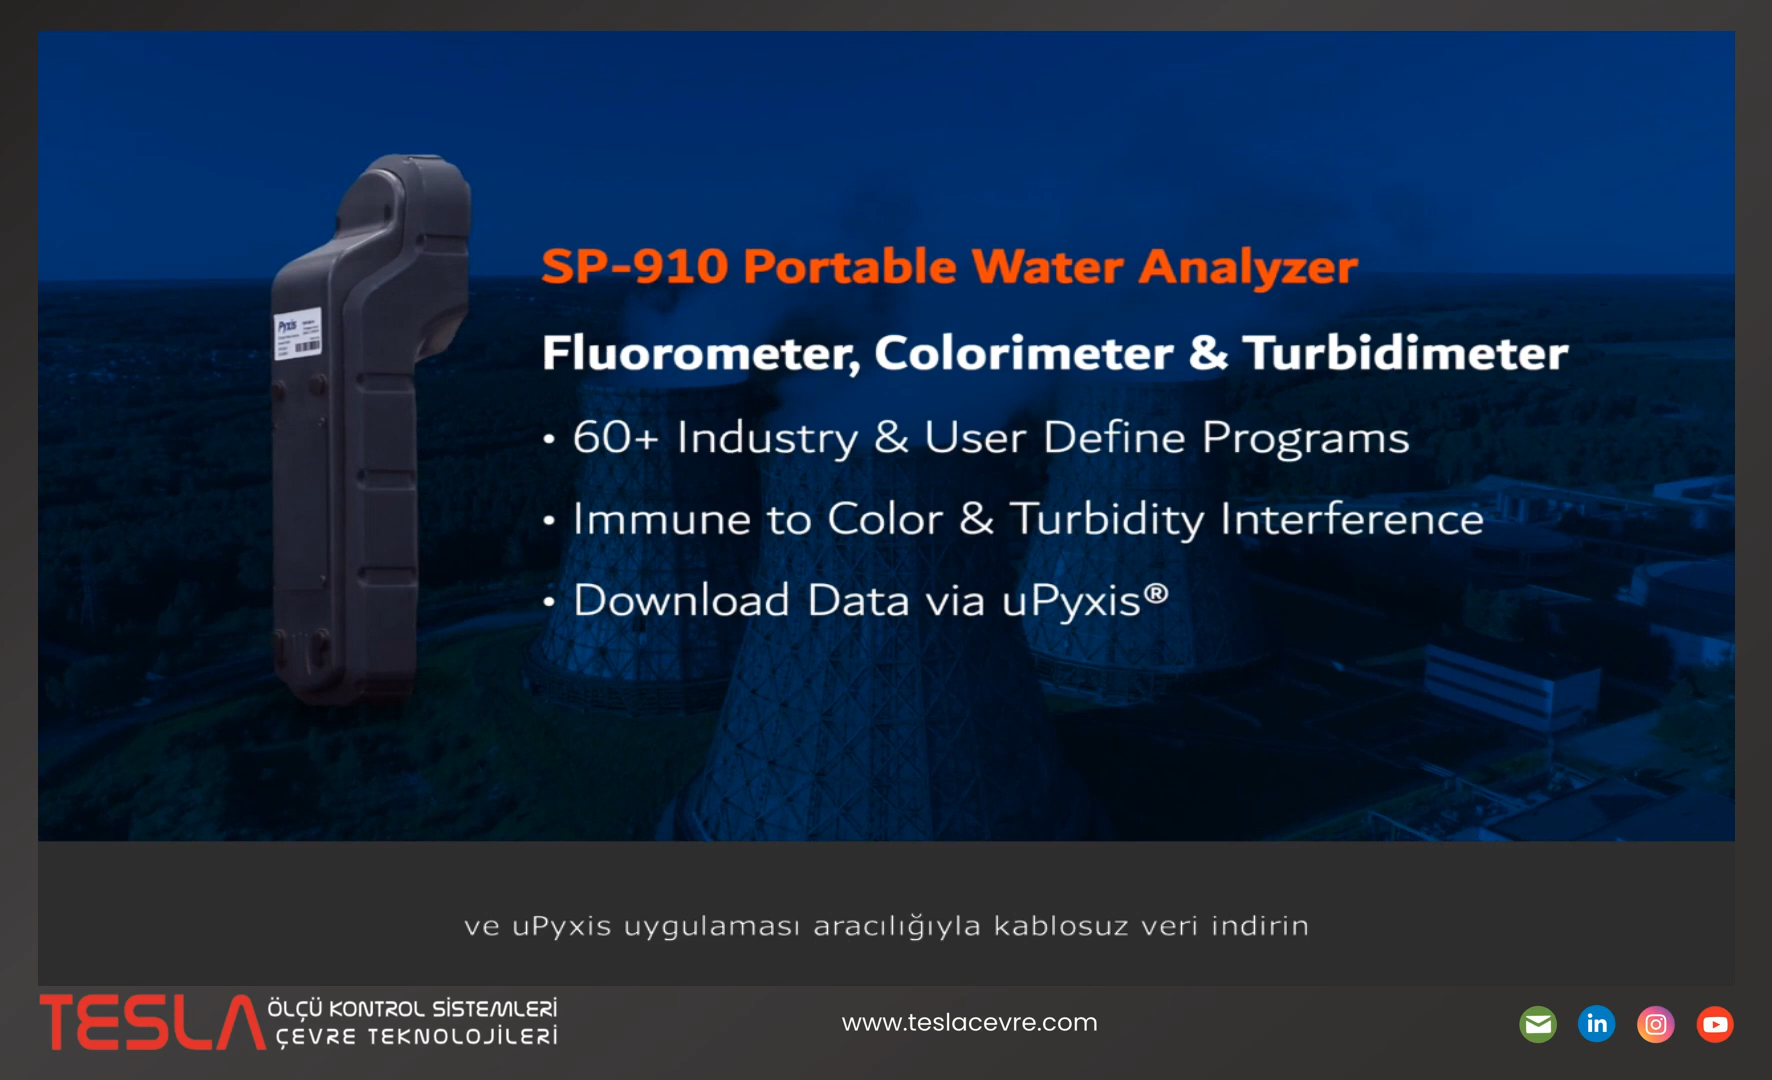 SP-910 Portable Water Analyzer
Fluorometer, Colorimeter & Turbidimeter
• 60+ Industry & User Define Programs
• Immune to Color & Turbidity Interference
• Download Data via uPyxis®
Pyxis
ve uPyxis uygulaması aracılığıyla kablosuz veri indirin
TESLA ÖLÇÜ KONTROL SİSTEMLERİ
ÇEVRE TEKNOLOJİLERİ
www.teslacevre.com
in